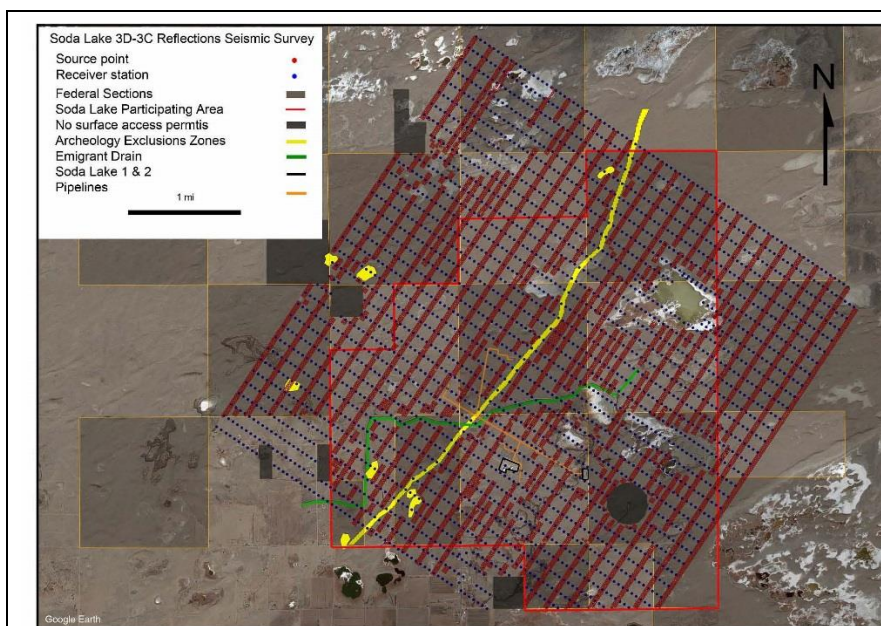 Soda Lake 3D-3C Reflections Seismic Survey
Source point
Receiver station
Federal Sections
Soda Lake Participating Area
No surface access permtis
Archeology Exclusions Zones
Emigrant Drain
Soda Lake 1 & 2
Pipelines
1 mi
N
Google Earth